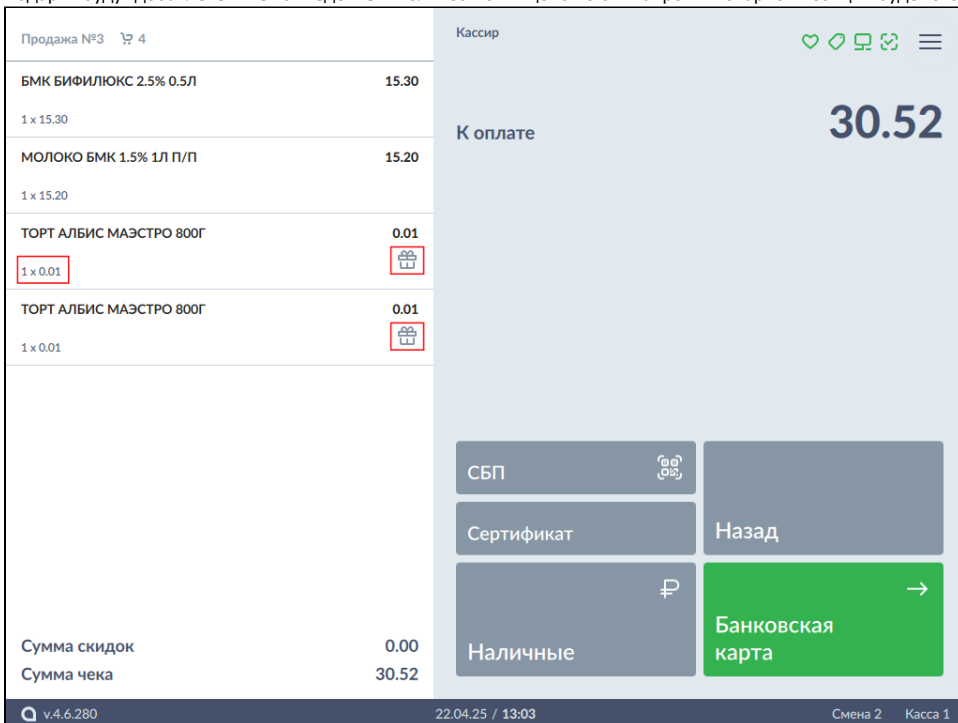 Продажа №3 4
БМК БИФИЛЮКС 2.5% 0.5Л 15.30
1 x 15.30
МОЛОКО БМК 1.5% 1Л П/П 15.20
1 x 15.20
ТОРТ АЛБИС МАЭСТРО 800Г 0.01
1 x 0.01
ТОРТ АЛБИС МАЭСТРО 800Г 0.01
1 x 0.01
Сумма скидок 0.00
Сумма чека 30.52
Кассир
К оплате 30.52
СБП
Сертификат
Назад
Наличные
Банковская
карта
v.4.6.280 22.04.25 / 13:03 Смена 2 Касса 1